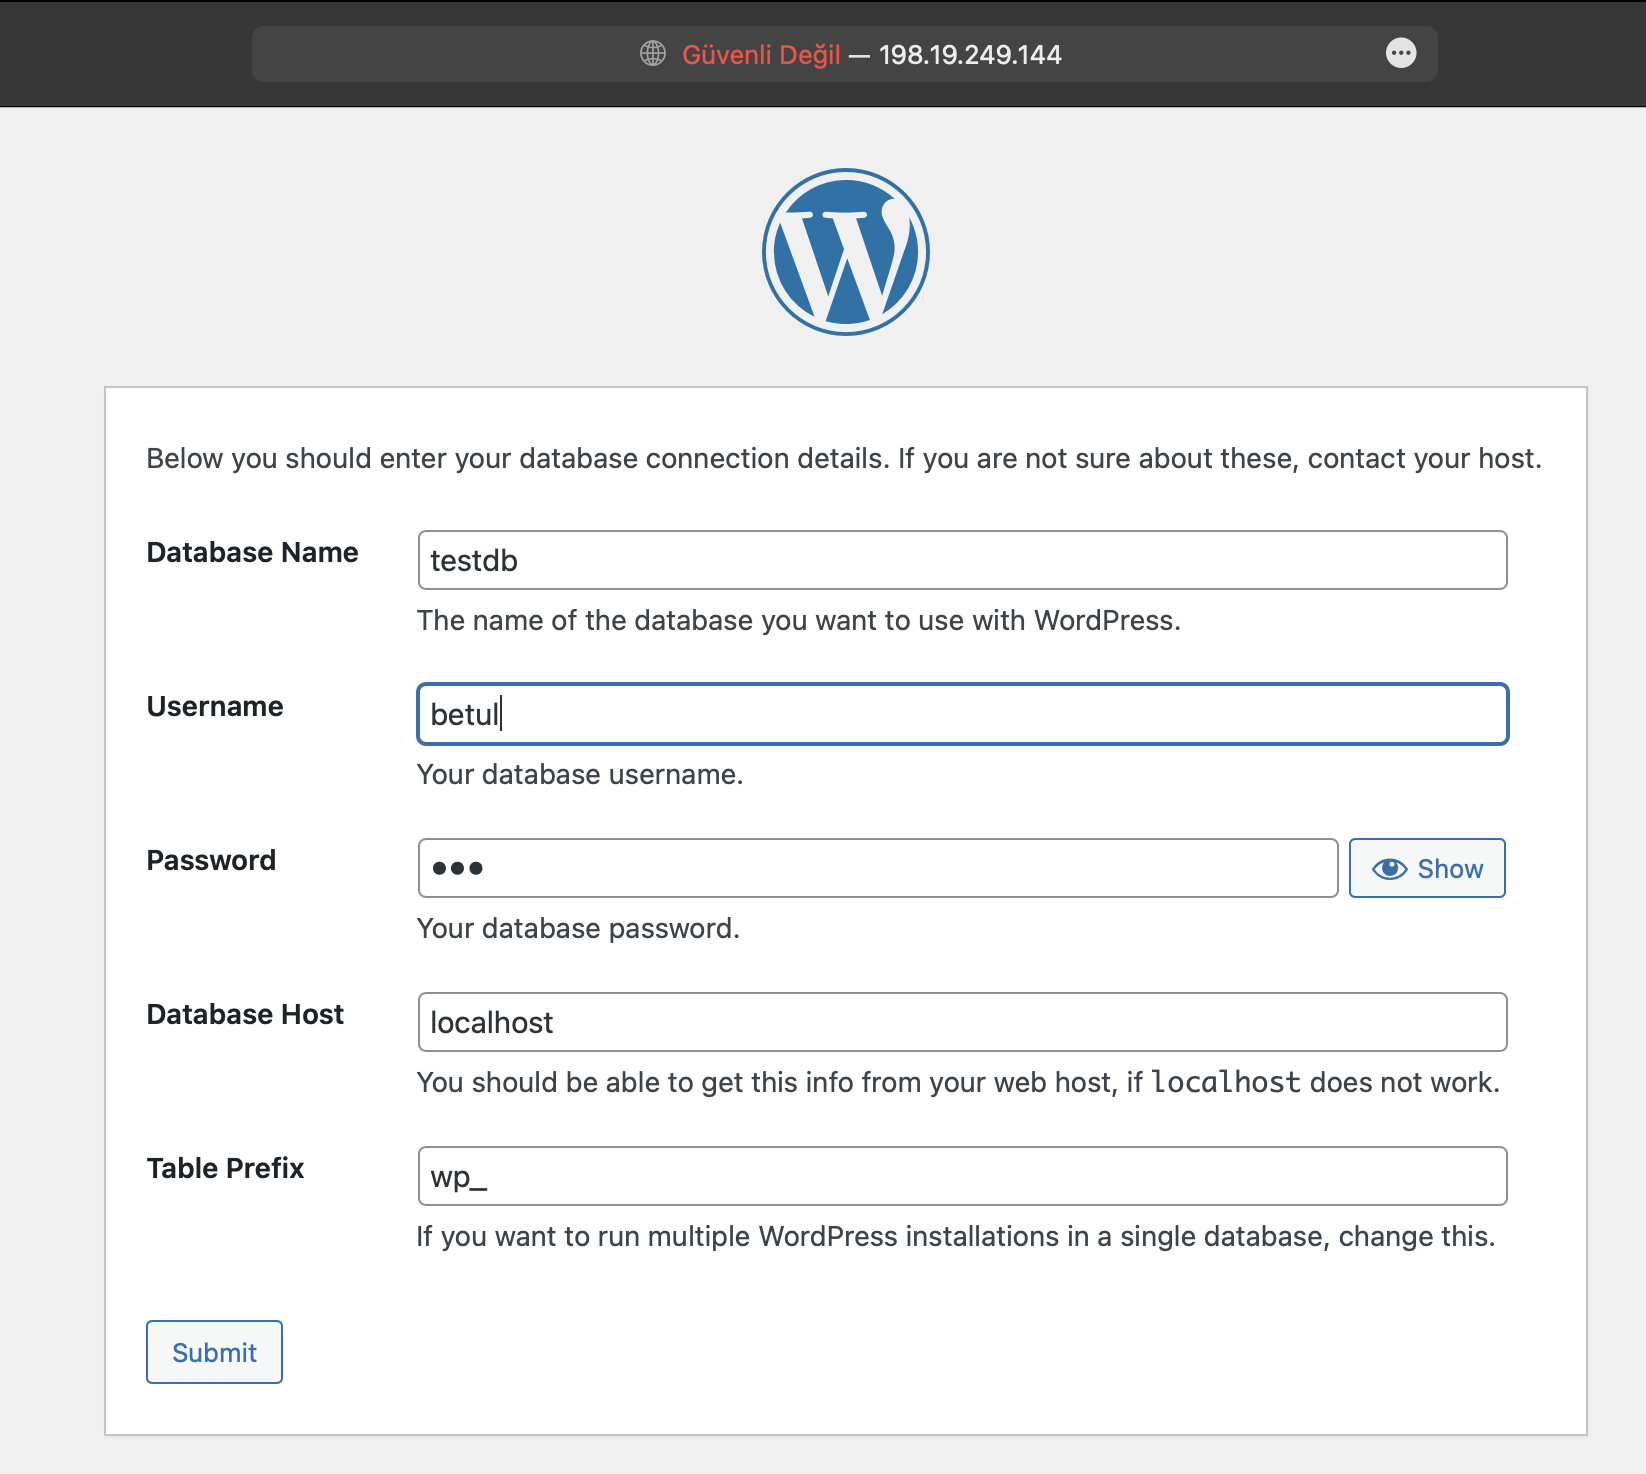 Güvenli Değil — 198.19.249.144
Below you should enter your database connection details. If you are not sure about these, contact your host.
Database Name
testdb
The name of the database you want to use with WordPress.
Username
betul
Your database username.
Password
•••
Show
Your database password.
Database Host
localhost
You should be able to get this info from your web host, if localhost does not work.
Table Prefix
wp_
If you want to run multiple WordPress installations in a single database, change this.
Submit